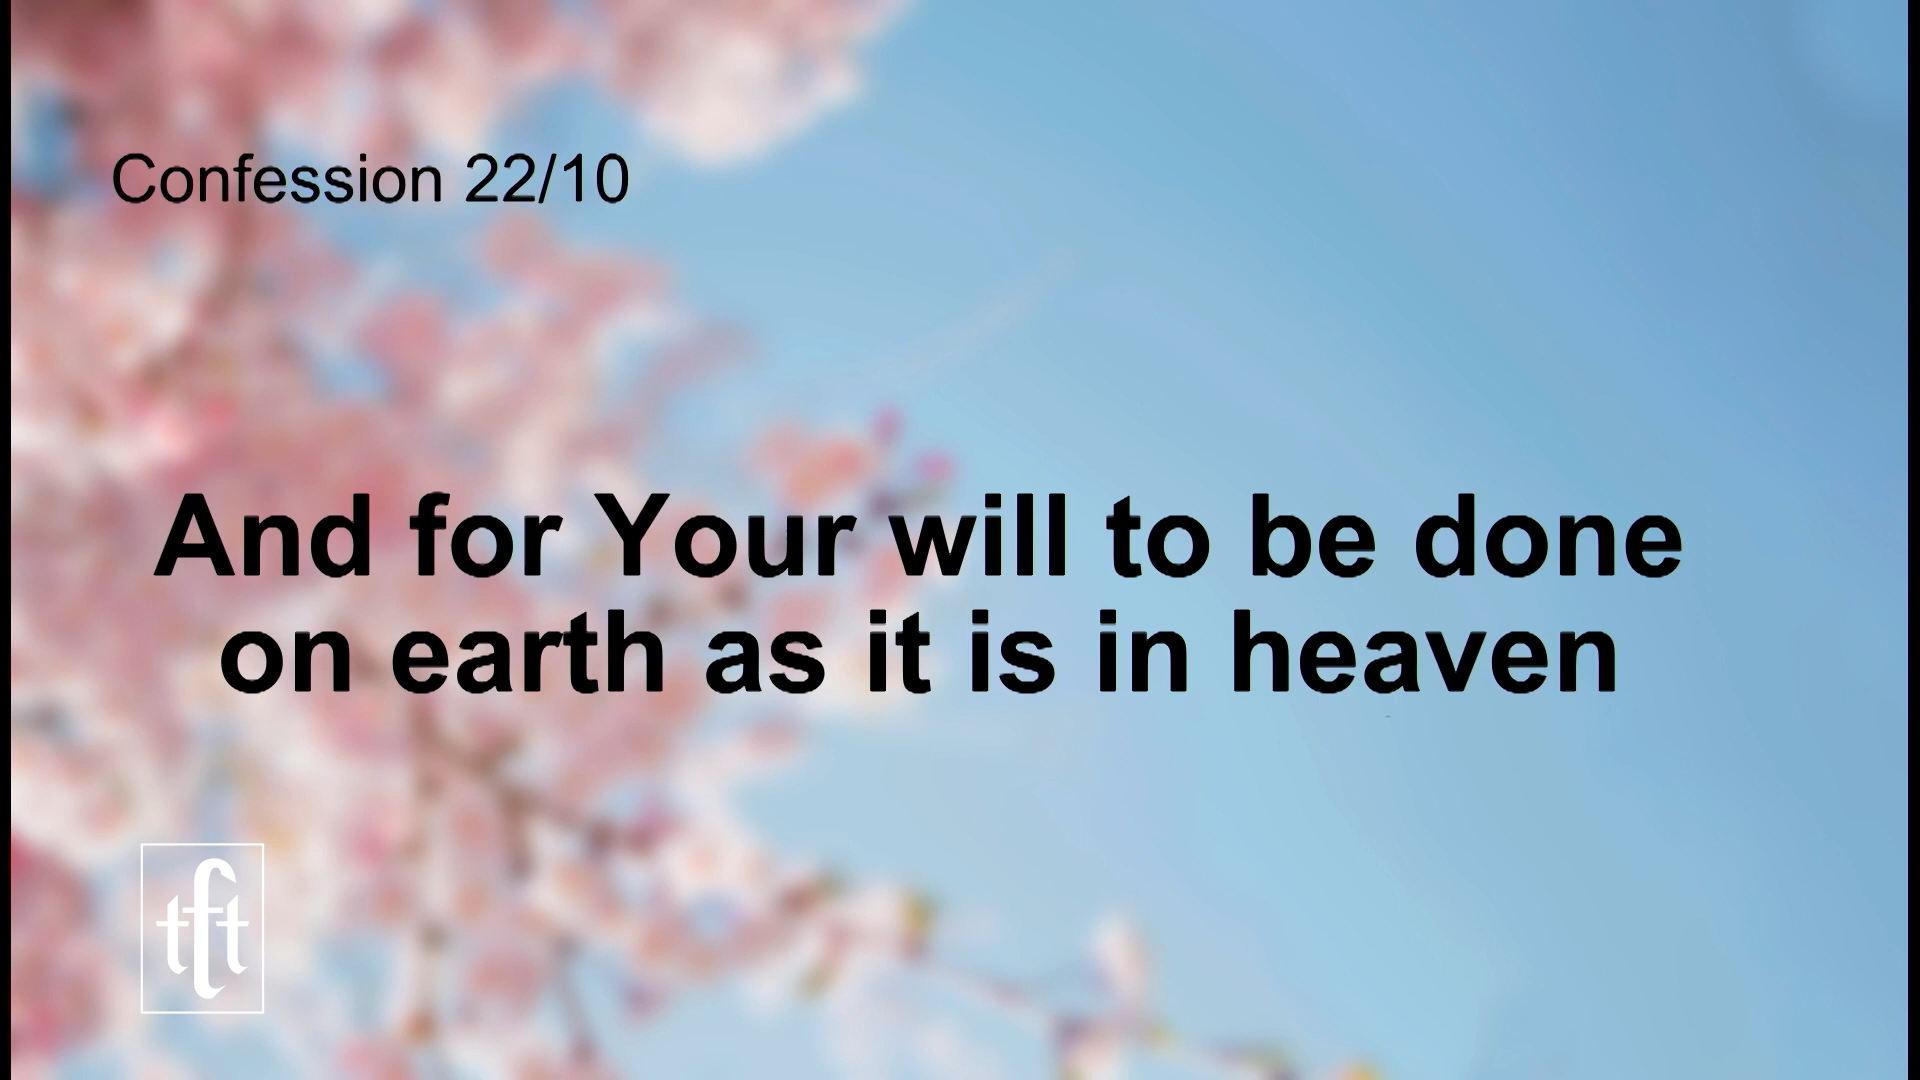 Confession 22/10
And for Your will to be done
on earth as it is in heaven
tft